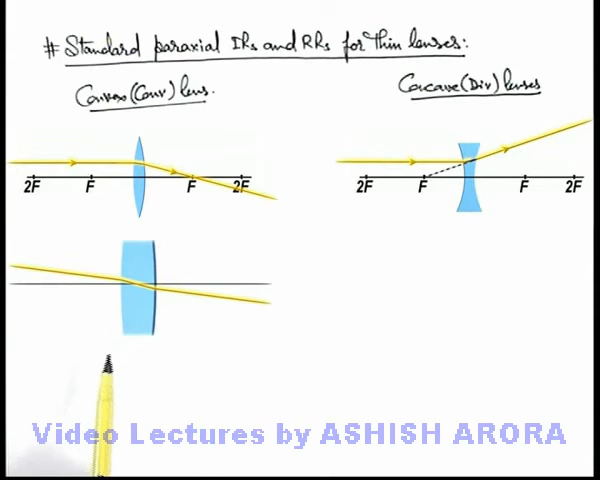 # Standard paraxial IRs and RRs for thin lenses:
Convex (Conv) lens.
Concave (Div) lenses
2F F F 2F
2F F F 2F
Video Lectures by ASHISH ARORA